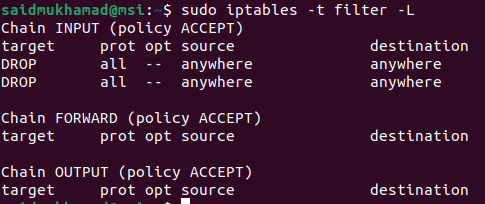 saidmukhamad@msi:~$ sudo iptables -t filter -L
Chain INPUT (policy ACCEPT)
target     prot opt source               destination
DROP       all  --  anywhere             anywhere
DROP       all  --  anywhere             anywhere
Chain FORWARD (policy ACCEPT)
target     prot opt source               destination
Chain OUTPUT (policy ACCEPT)
target     prot opt source               destination